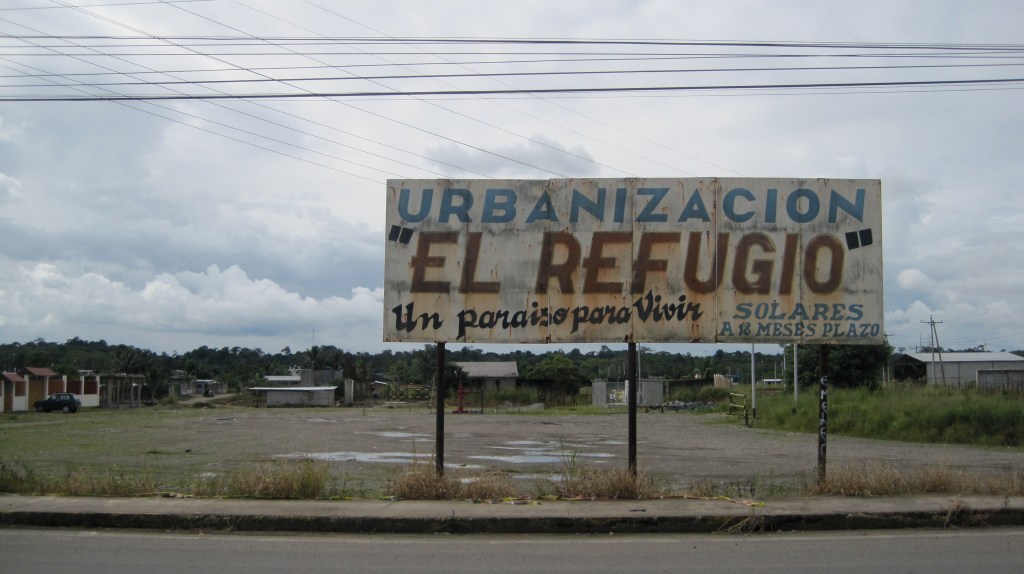 URBANIZACION
"EL REFUGIO"
Un paraiso para Vivir
SOLARES
A 18 MESES PLAZO